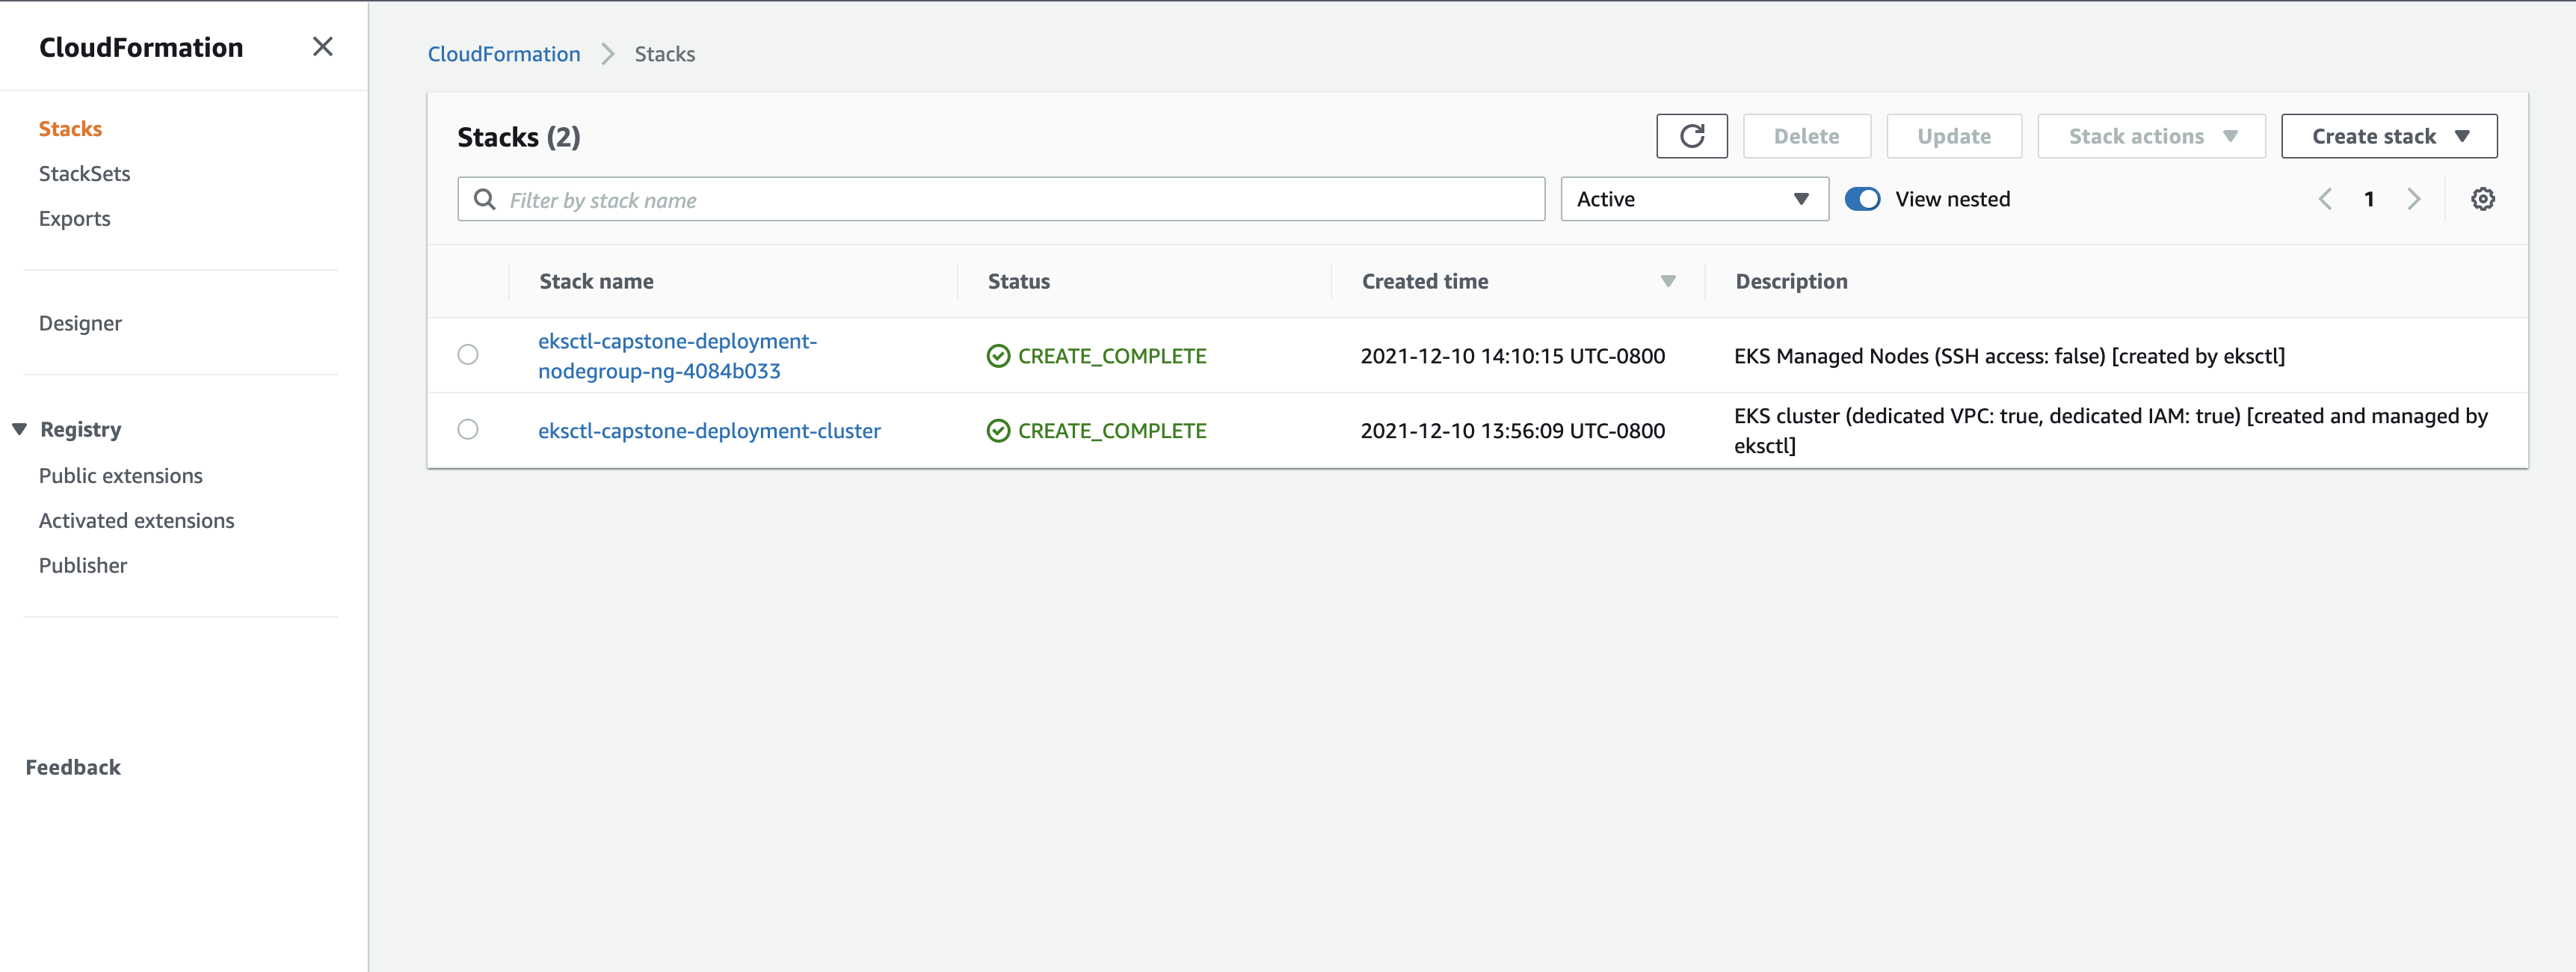 CloudFormation
Stacks
StackSets
Exports
Designer
Registry
Public extensions
Activated extensions
Publisher
Feedback
CloudFormation Stacks
Stacks (2)
Delete
Update
Stack actions
Create stack
Filter by stack name
Active
View nested
1
Stack name Status Created time Description
eksctl-capstone-deployment-
nodegroup-ng-4084b033
CREATE_COMPLETE
2021-12-10 14:10:15 UTC-0800
EKS Managed Nodes (SSH access: false) [created by eksctl]
eksctl-capstone-deployment-cluster
CREATE_COMPLETE
2021-12-10 13:56:09 UTC-0800
EKS cluster (dedicated VPC: true, dedicated IAM: true) [created and managed by
eksctl]